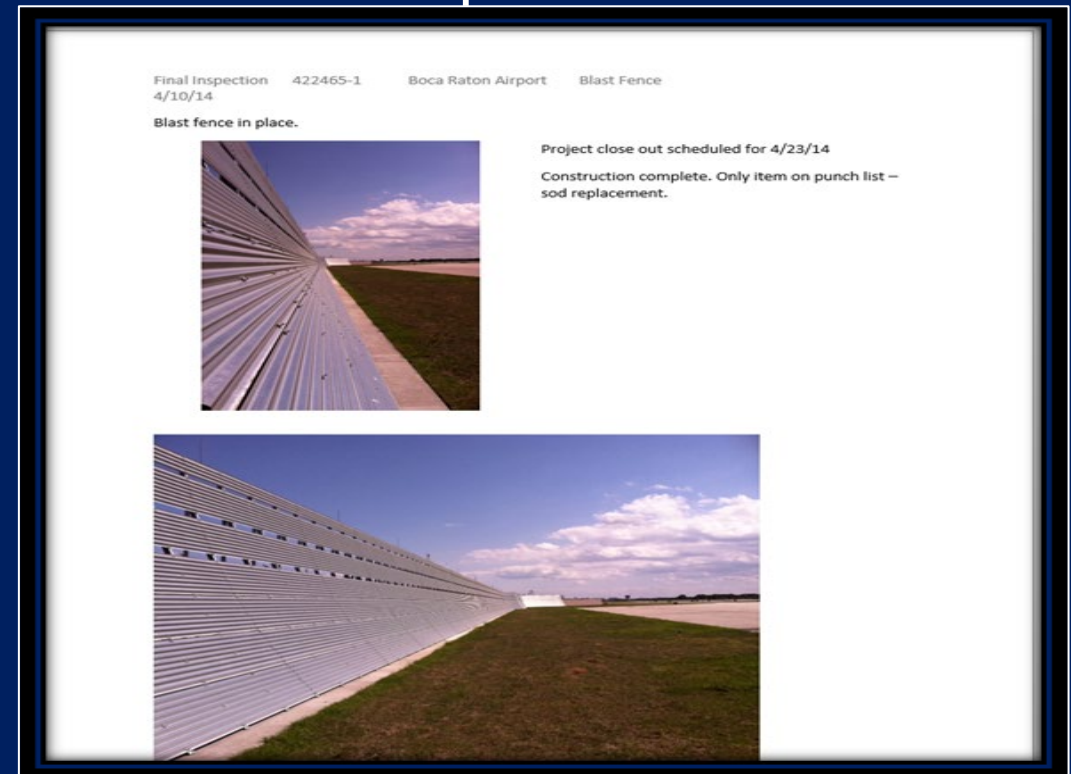 Final Inspection 422465-1 Boca Raton Airport Blast Fence
4/10/14
Blast fence in place.
Project close out scheduled for 4/23/14
Construction complete. Only item on punch list –
sod replacement.